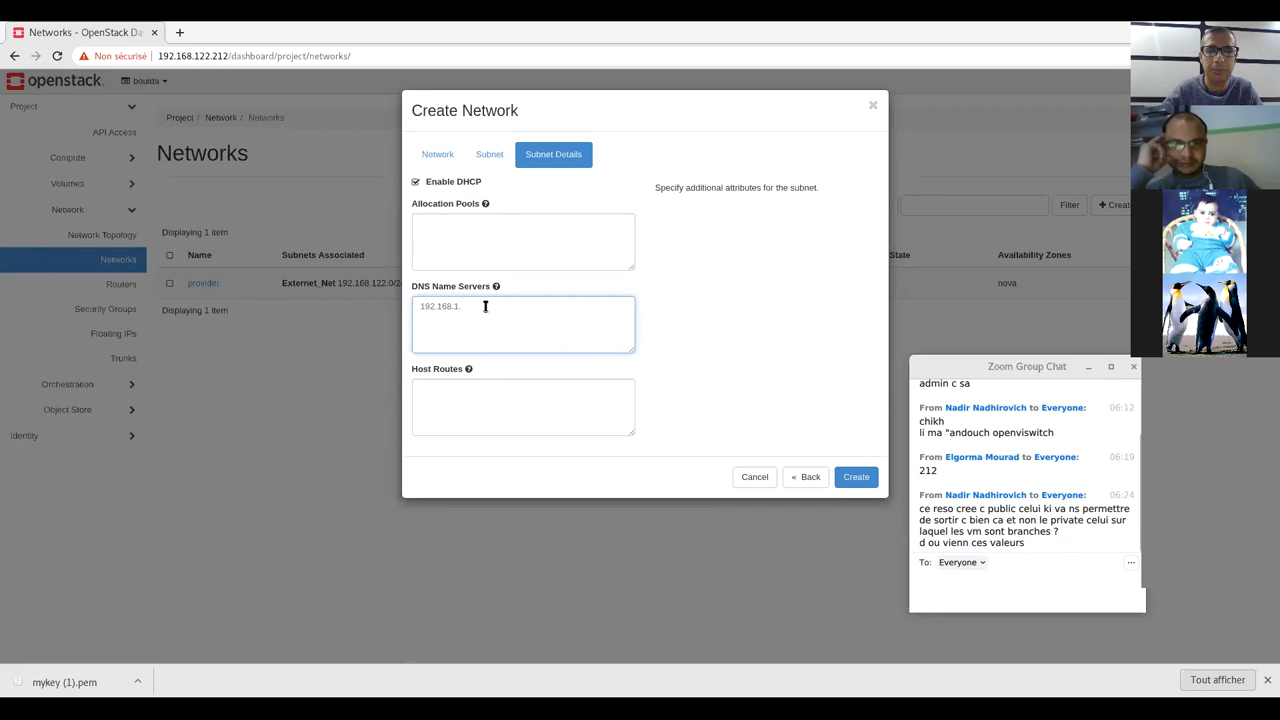 Networks - OpenStack Da
Non sécurisé
192.168.122.212/dashboard/project/networks/
openstack.
bouida
Project
API Access
Compute
Volumes
Network
Network Topology
Networks
Routers
Security Groups
Floating IPs
Trunks
Orchestration
Object Store
Identity
Project / Network / Networks
Networks
Filter
+ Create
Displaying 1 item
Name
Subnets Associated
State
Availability Zones
provider
External_Net 192.168.122.0/2
nova
Displaying 1 item
Create Network
Network
Subnet
Subnet Details
Enable DHCP
Specify additional attributes for the subnet.
Allocation Pools
DNS Name Servers
192.168.1.
Host Routes
Cancel
« Back
Create
Zoom Group Chat
admin c sa
From Nadir Nadhirovich to Everyone: 06:12
chikh
li ma "andouch openviswitch
From Elgorma Mourad to Everyone: 06:19
212
From Nadir Nadhirovich to Everyone: 06:24
ce reso cree c public celui ki va ns permettre
de sortir c bien ca et non le private celui sur
laquel les vm sont branches ?
d ou vienn ces valeurs
To: Everyone
mykey (1).pem
Tout afficher